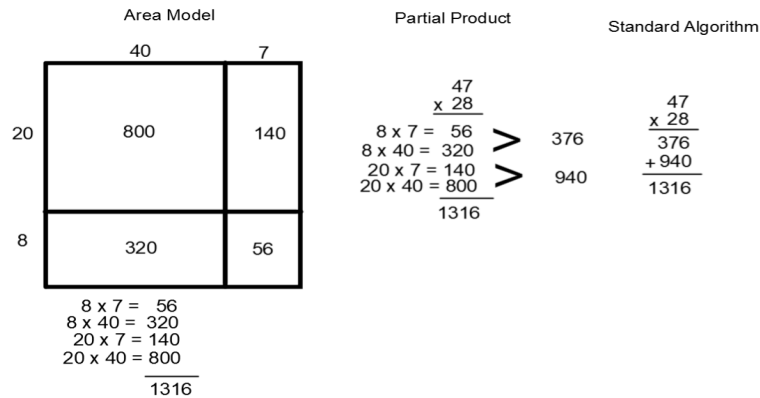 Area Model
40 7
20 800 140
8 320 56
8 x 7 = 56
8 x 40 = 320
20 x 7 = 140
20 x 40 = 800
1316
Partial Product
47
x 28
8 x 7 = 56
8 x 40 = 320
> 376
20 x 7 = 140
20 x 40 = 800
> 940
1316
Standard Algorithm
47
x 28
376
+ 940
1316